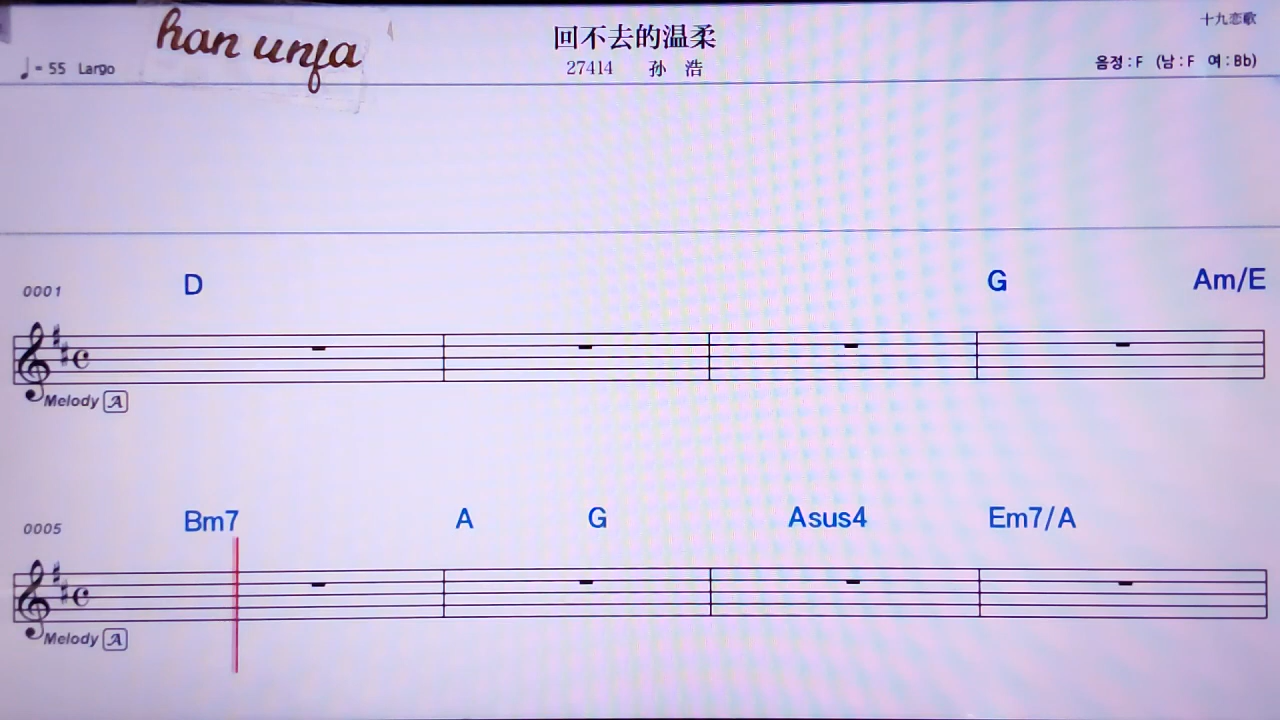 han unfa
回不去的温柔
十九恋歌
♩= 55 Largo
27414 孙 浩
음정 : F (남 : F 여 : Bb)
0001 D G Am/E
Melody A
0005 Bm7 A G Asus4 Em7/A
Melody A